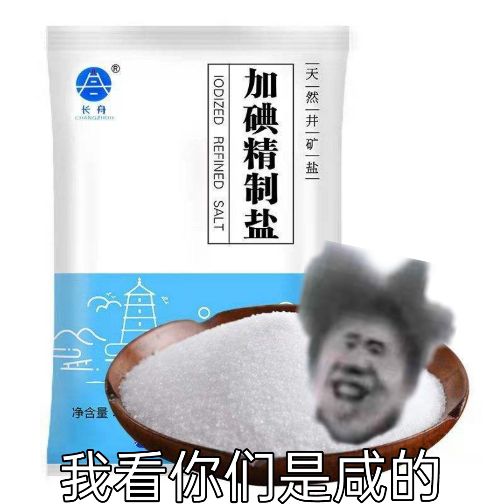 长舟
CHANGZHOU
®
加碘精制盐
IODIZED REFINED SALT
天然井矿盐
净含量
我看你们是咸的